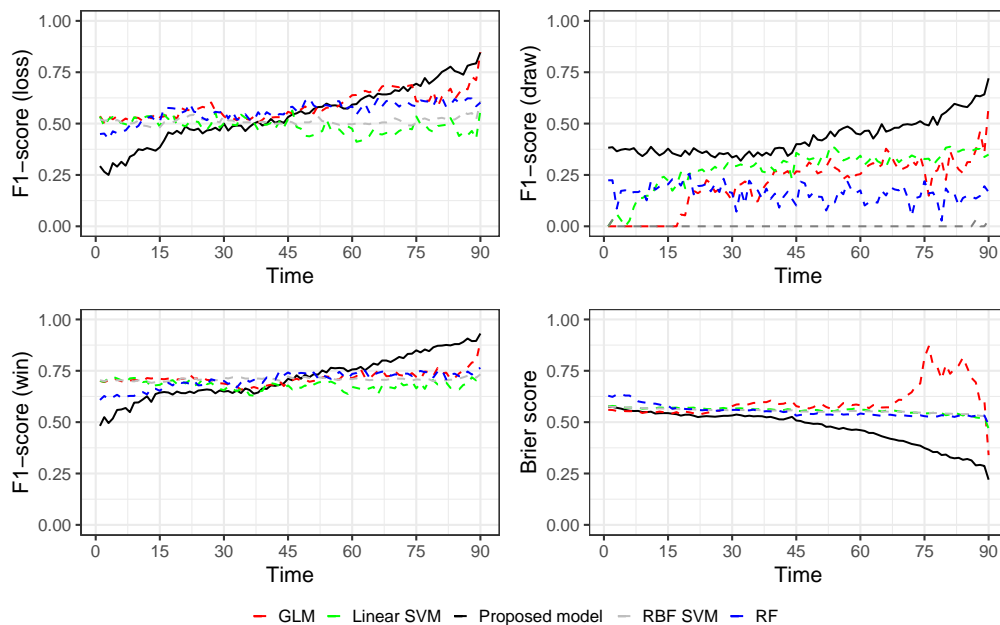 F1−score (loss)
1.00
0.75
0.50
0.25
0.00
0 15 30 45 60 75 90
Time
F1−score (draw)
1.00
0.75
0.50
0.25
0.00
0 15 30 45 60 75 90
Time
F1−score (win)
1.00
0.75
0.50
0.25
0.00
0 15 30 45 60 75 90
Time
Brier score
1.00
0.75
0.50
0.25
0.00
0 15 30 45 60 75 90
Time
GLM Linear SVM Proposed model RBF SVM RF